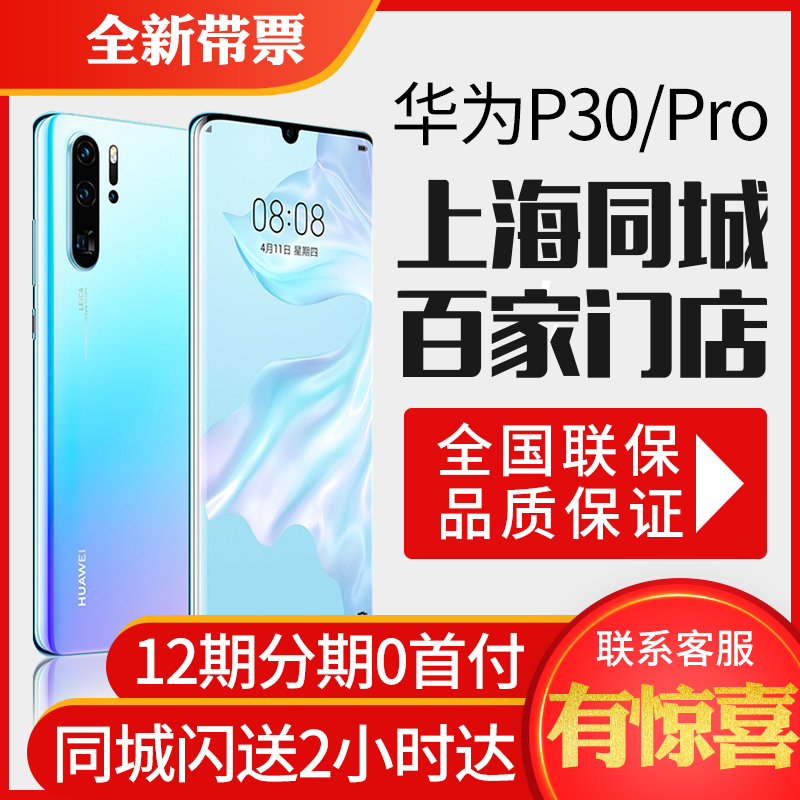 全新带票
华为P30/Pro
上海同城
百家门店
08:08
4月11日 星期四
LEICA
HUAWEI
全国联保
品质保证
12期分期0首付
同城闪送2小时达
联系客服
有惊喜